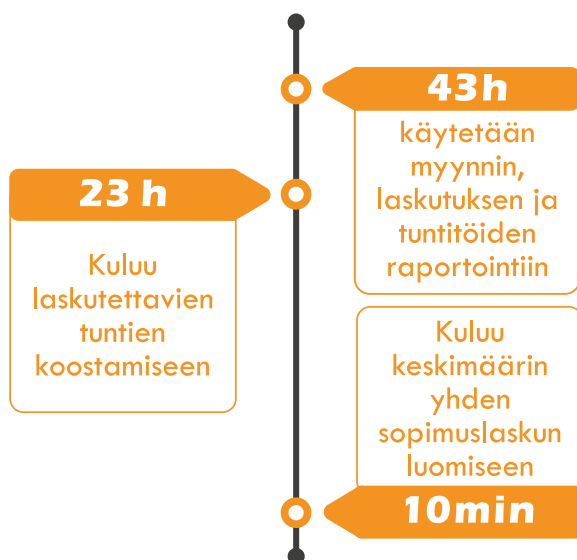 43h
käytetään
myynnin,
laskutuksen ja
tuntitöiden
raportointiin
23 h
Kuluu
laskutettavien
tuntien
koostamiseen
Kuluu
keskimäärin
yhden
sopimuslaskun
luomiseen
10min